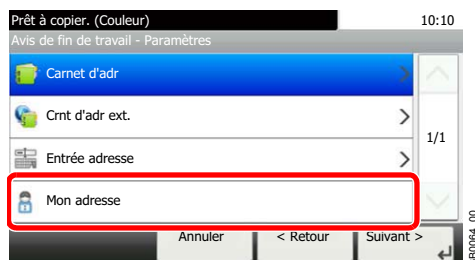 Prêt à copier. (Couleur) 10:10
Avis de fin de travail - Paramètres
Carnet d'adr
Crnt d'adr ext.
1/1
Entrée adresse
Mon adresse
Annuler < Retour Suivant >